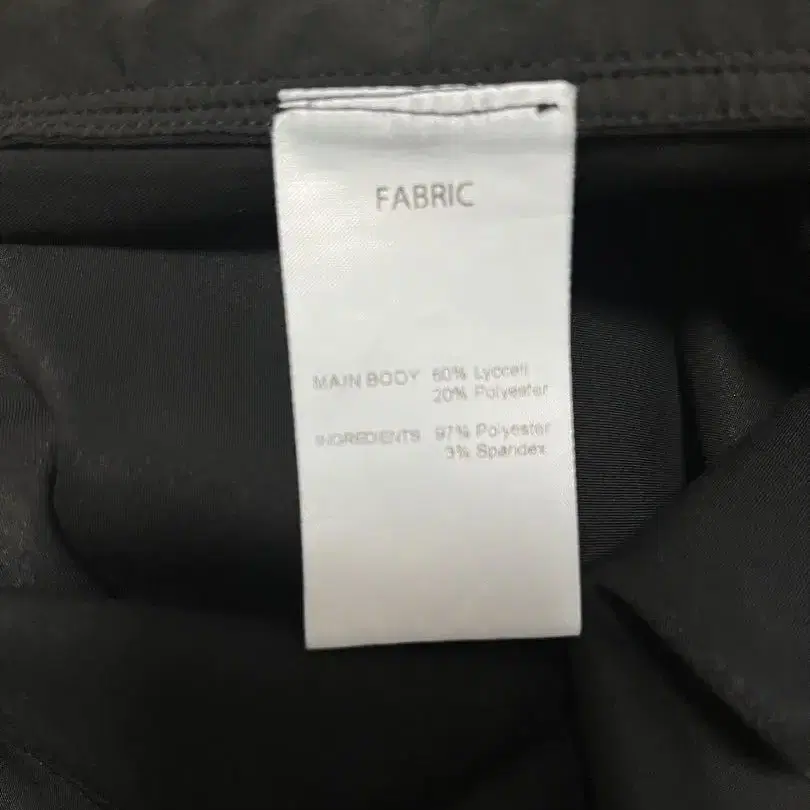 FABRIC
MAIN BODY 80% Lyocell
20% Polyester
INGREDIENTS 97% Polyester
3% Spandex